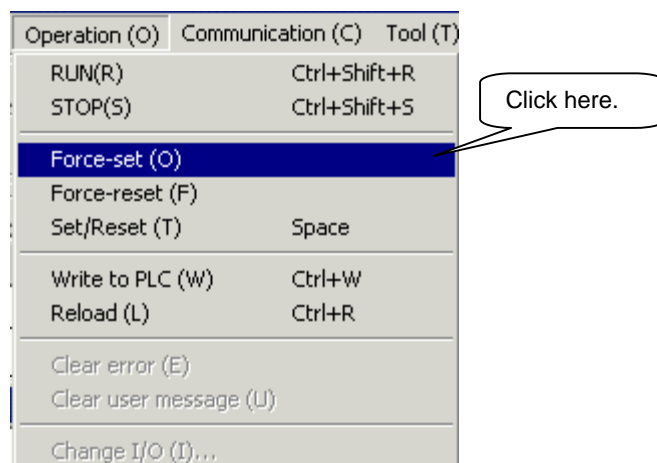 Operation (O) Communication (C) Tool (T)
RUN(R) Ctrl+Shift+R
STOP(S) Ctrl+Shift+S
Click here.
Force-set (O)
Force-reset (F)
Set/Reset (T) Space
Write to PLC (W) Ctrl+W
Reload (L) Ctrl+R
Clear error (E)
Clear user message (U)
Change I/O (I)...